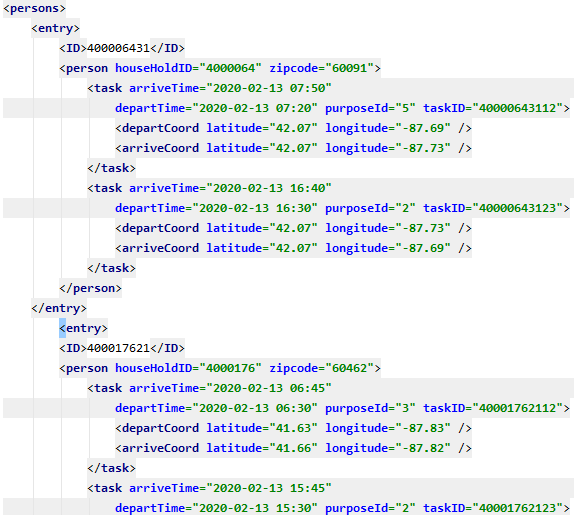 <persons>
<entry>
<ID>400006431</ID>
<person houseHoldID="4000064" zipcode="60091">
<task arriveTime="2020-02-13 07:50"
departTime="2020-02-13 07:20" purposeId="5" taskID="40000643112">
<departCoord latitude="42.07" longitude="-87.69" />
<arriveCoord latitude="42.07" longitude="-87.73" />
</task>
<task arriveTime="2020-02-13 16:40"
departTime="2020-02-13 16:30" purposeId="2" taskID="40000643123">
<departCoord latitude="42.07" longitude="-87.73" />
<arriveCoord latitude="42.07" longitude="-87.69" />
</task>
</person>
</entry>
<entry>
<ID>400017621</ID>
<person houseHoldID="4000176" zipcode="60462">
<task arriveTime="2020-02-13 06:45"
departTime="2020-02-13 06:30" purposeId="3" taskID="40001762112">
<departCoord latitude="41.63" longitude="-87.83" />
<arriveCoord latitude="41.66" longitude="-87.82" />
</task>
<task arriveTime="2020-02-13 15:45"
departTime="2020-02-13 15:30" purposeId="2" taskID="40001762123">